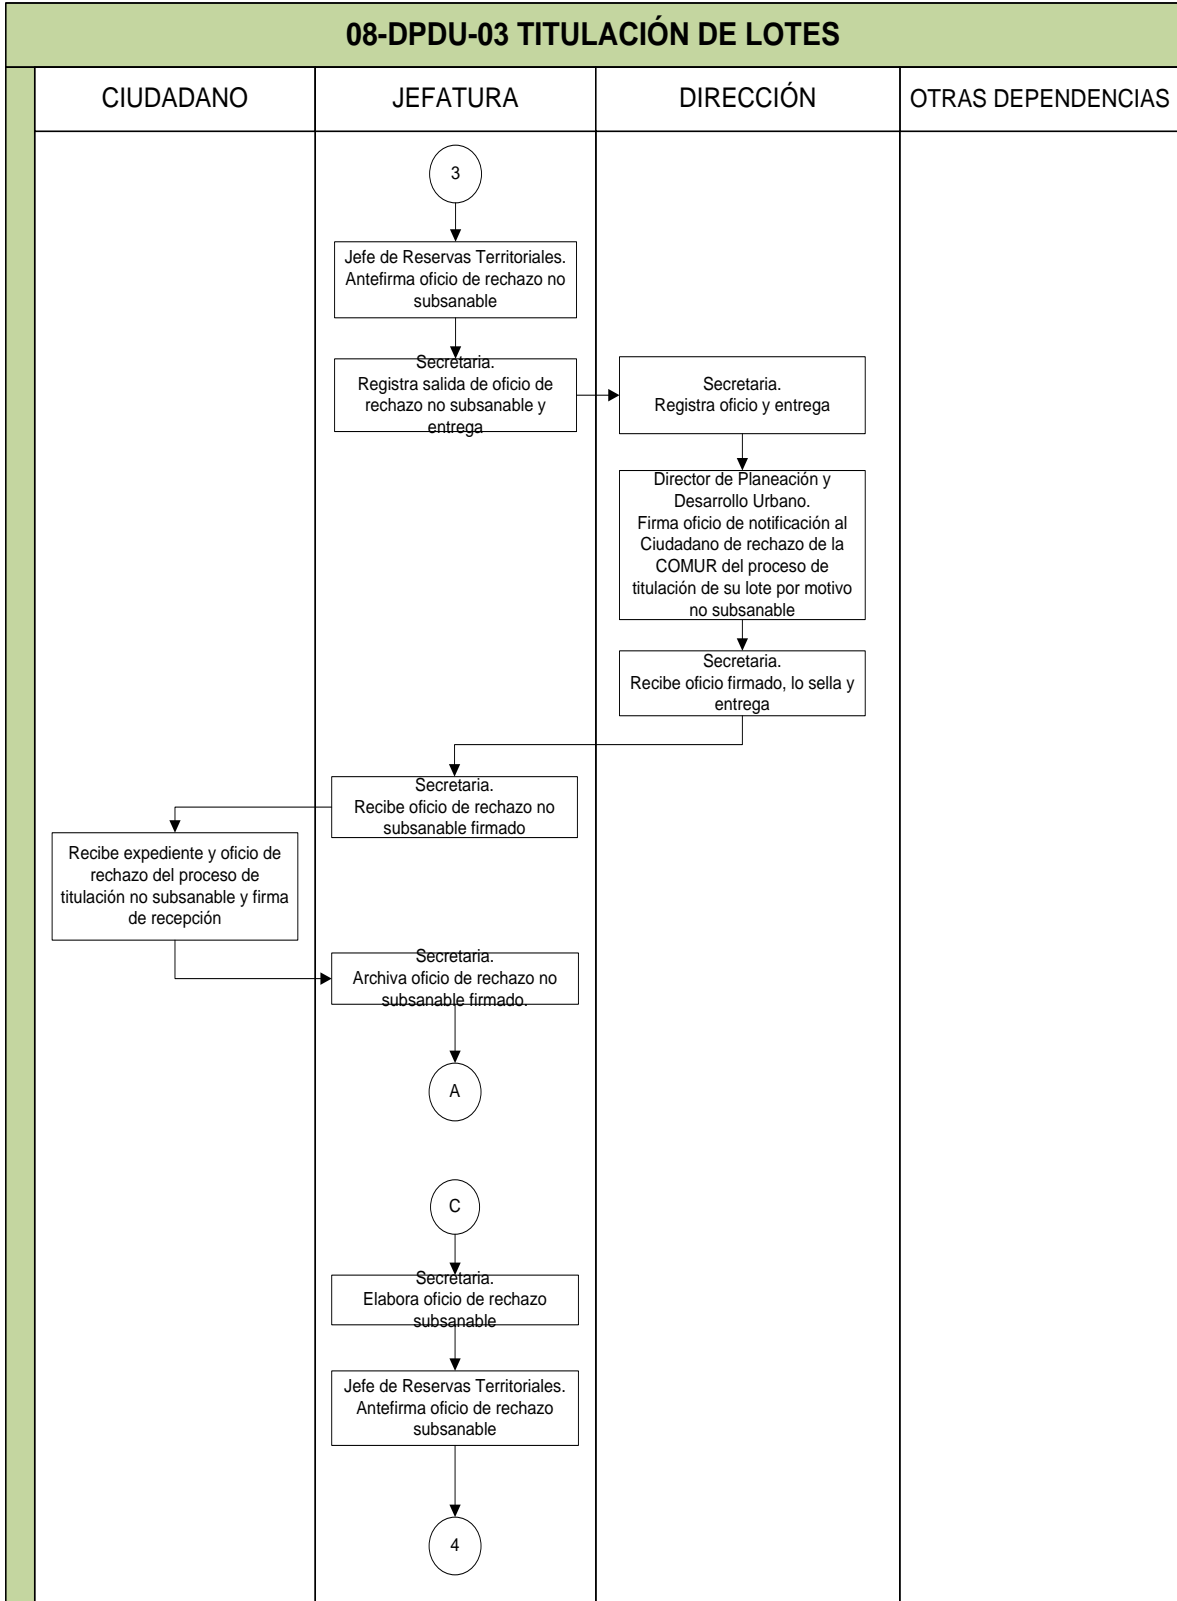 08-DPDU-03 TITULACIÓN DE LOTES
CIUDADANO
JEFATURA
DIRECCIÓN
OTRAS DEPENDENCIAS
3
Jefe de Reservas Territoriales.
Antefirma oficio de rechazo no
subsanable
Secretaria.
Registra salida de oficio de
rechazo no subsanable y
entrega
Secretaria.
Registra oficio y entrega
Director de Planeación y
Desarrollo Urbano.
Firma oficio de notificación al
Ciudadano de rechazo de la
COMUR del proceso de
titulación de su lote por motivo
no subsanable
Secretaria.
Recibe oficio firmado, lo sella y
entrega
Secretaria.
Recibe oficio de rechazo no
subsanable firmado
Recibe expediente y oficio de
rechazo del proceso de
titulación no subsanable y firma
de recepción
Secretaria.
Archiva oficio de rechazo no
subsanable firmado.
A
C
Secretaria.
Elabora oficio de rechazo
subsanable
Jefe de Reservas Territoriales.
Antefirma oficio de rechazo
subsanable
4